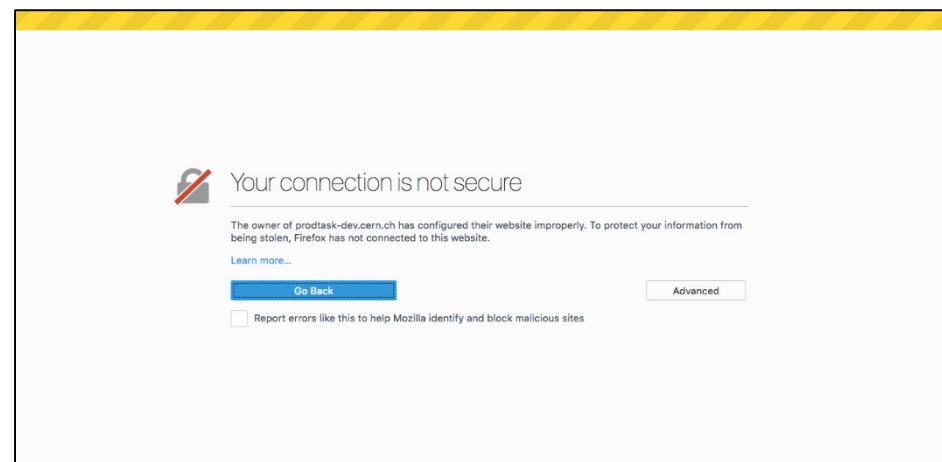 Your connection is not secure
The owner of prodtask-dev.cern.ch has configured their website improperly. To protect your information from
being stolen, Firefox has not connected to this website.
Learn more...
Go Back
Advanced
Report errors like this to help Mozilla identify and block malicious sites